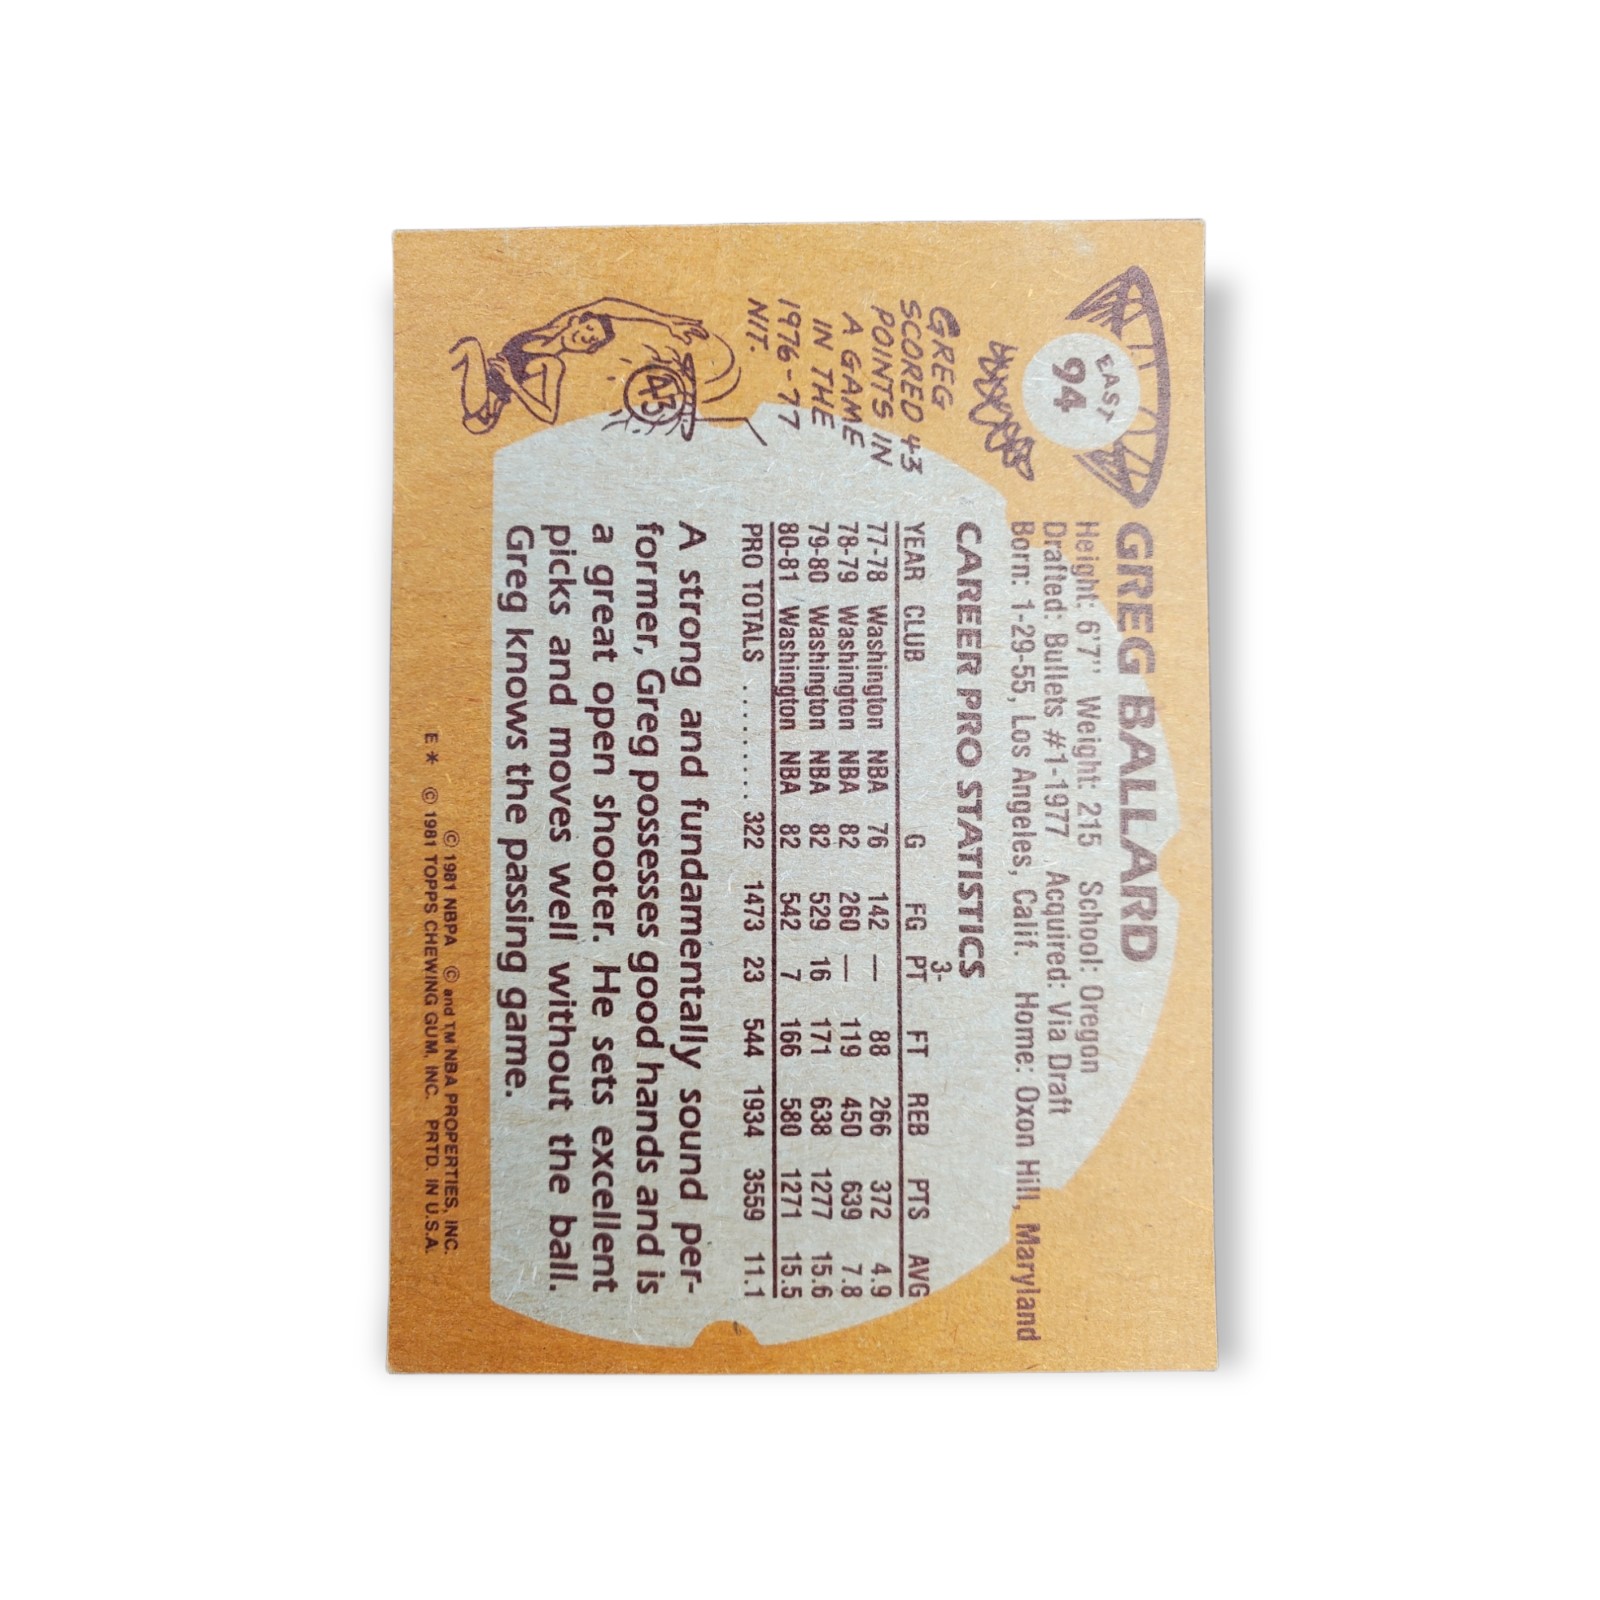 EAST
94
GREG BALLARD
Height: 6'7'' Weight: 215 School: Oregon
Drafted: Bullets #1-1977 Acquired: Via Draft
Born: 1-29-55, Los Angeles, Calif. Home: Oxon Hill, Maryland
GREG
SCORED 43
POINTS IN
A GAME
IN THE
1976-77
NIT.
43
CAREER PRO STATISTICS
YEAR CLUB G FG 3-PT FT REB PTS AVG
77-78 Washington NBA 76 142 — 88 266 372 4.9
78-79 Washington NBA 82 260 — 119 450 639 7.8
79-80 Washington NBA 82 529 16 171 638 1277 15.6
80-81 Washington NBA 82 542 7 166 580 1271 15.5
PRO TOTALS ......... 322 1473 23 544 1934 3559 11.1
A strong and fundamentally sound per-
former, Greg possesses good hands and is
a great open shooter. He sets excellent
picks and moves well without the ball.
Greg knows the passing game.
© 1981 NBPA © and TM NBA PROPERTIES, INC.
E* © 1981 TOPPS CHEWING GUM, INC. PRTD. IN U.S.A.